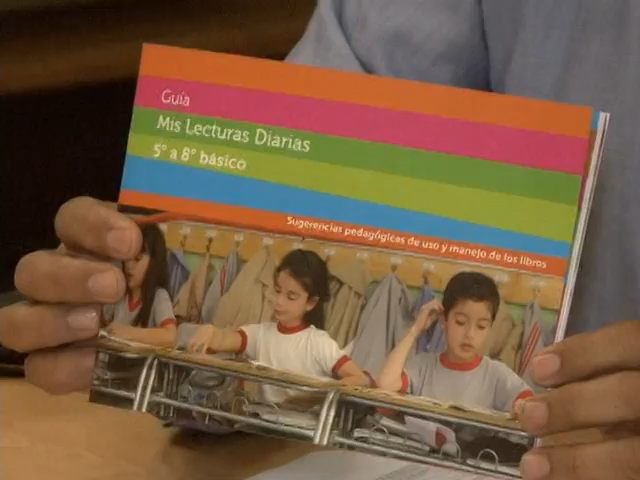 Guía
Mis Lecturas Diarias
5° a 8° básico
Sugerencias pedagógicas de uso y manejo de los libros